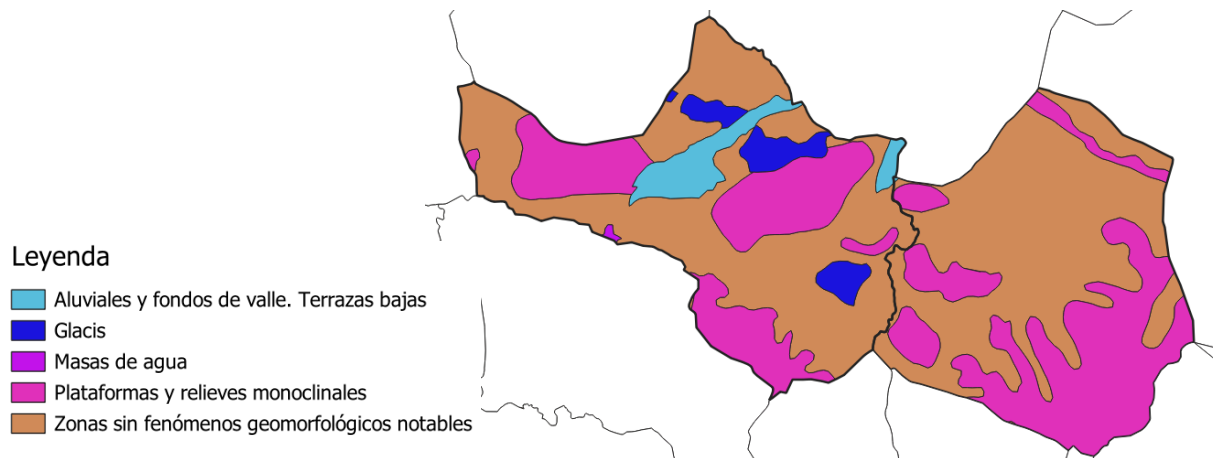 Leyenda
Aluviales y fondos de valle. Terrazas bajas
Glacis
Masas de agua
Plataformas y relieves monoclinales
Zonas sin fenómenos geomorfológicos notables